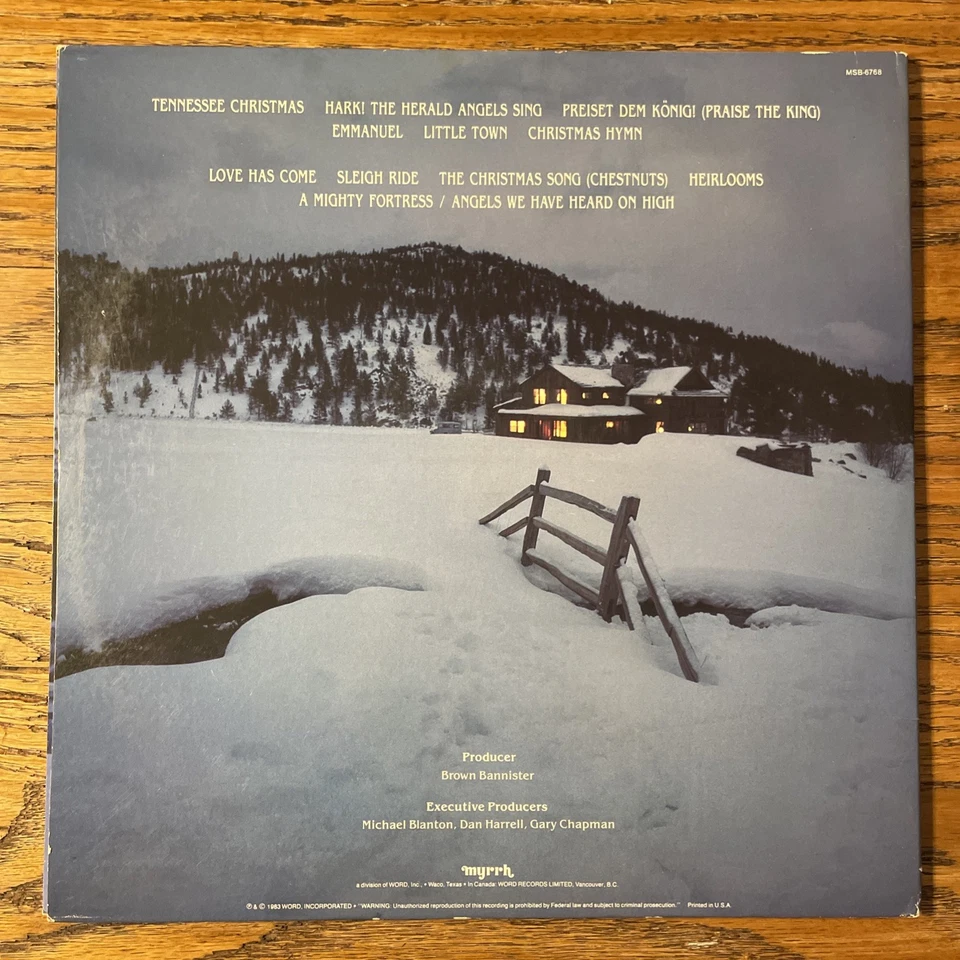 MSB-6768
TENNESSEE CHRISTMAS HARK! THE HERALD ANGELS SING PREISET DEM KÖNIG! (PRAISE THE KING)
EMMANUEL LITTLE TOWN CHRISTMAS HYMN
LOVE HAS COME SLEIGH RIDE THE CHRISTMAS SONG (CHESTNUTS) HEIRLOOMS
A MIGHTY FORTRESS / ANGELS WE HAVE HEARD ON HIGH
Producer
Brown Bannister
Executive Producers
Michael Blanton, Dan Harrell, Gary Chapman
myrrh
a division of WORD, Inc., • Waco, Texas • In Canada: WORD RECORDS LIMITED, Vancouver, B.C.
℗ & © 1983 WORD, INCORPORATED • "WARNING: Unauthorized reproduction of this recording is prohibited by Federal law and subject to criminal prosecution." Printed in U.S.A.